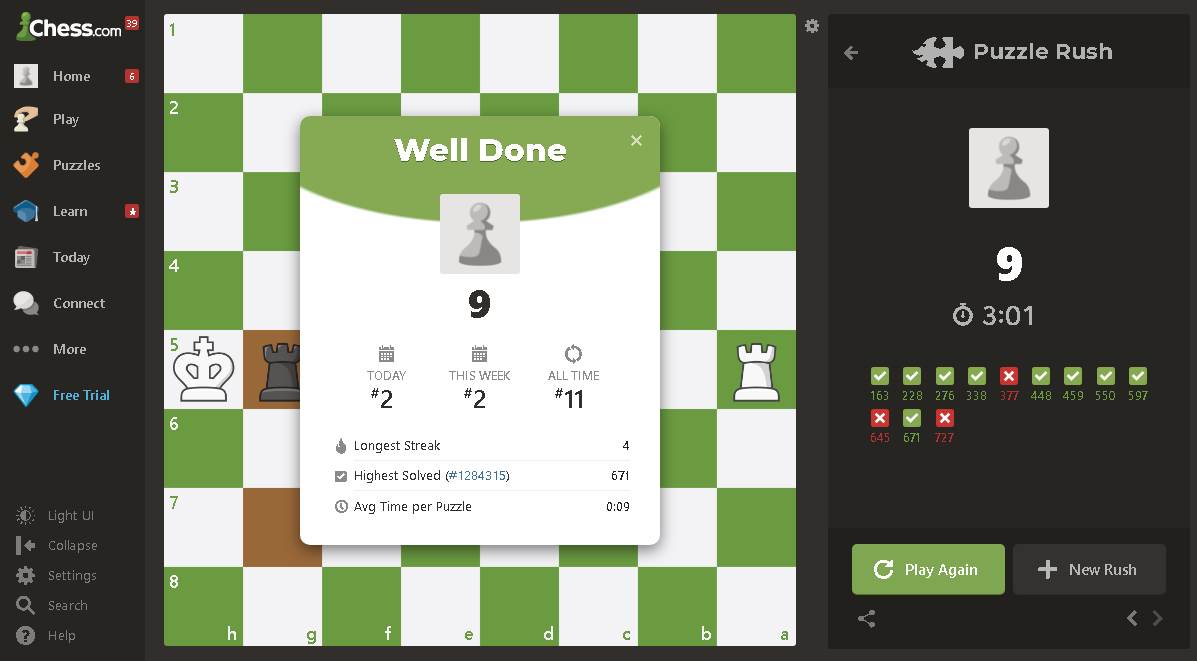 Chess.com 39
Home 6
Play
Puzzles
Learn
Today
Connect
More
Free Trial
Light UI
Collapse
Settings
Search
Help
1
2
3
4
5
6
7
8
h g f e d c b a
Well Done
9
TODAY THIS WEEK ALL TIME
#2 #2 #11
Longest Streak 4
Highest Solved (#1284315) 671
Avg Time per Puzzle 0:09
Puzzle Rush
9
3:01
163 228 276 338 377 448 459 550 597
645 671 727
Play Again
New Rush